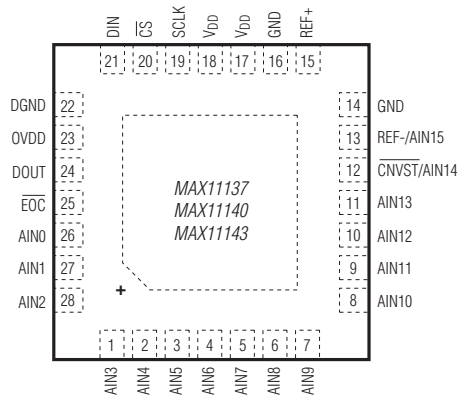 DIN
CS
SCLK
VDD
VDD
GND
REF+
21
20
19
18
17
16
15
DGND 22
OVDD 23
DOUT 24
EOC 25
AIN0 26
AIN1 27
AIN2 28
14 GND
13 REF-/AIN15
12 CNVST/AIN14
11 AIN13
10 AIN12
9 AIN11
8 AIN10
MAX11137
MAX11140
MAX11143
+
1
2
3
4
5
6
7
AIN3
AIN4
AIN5
AIN6
AIN7
AIN8
AIN9